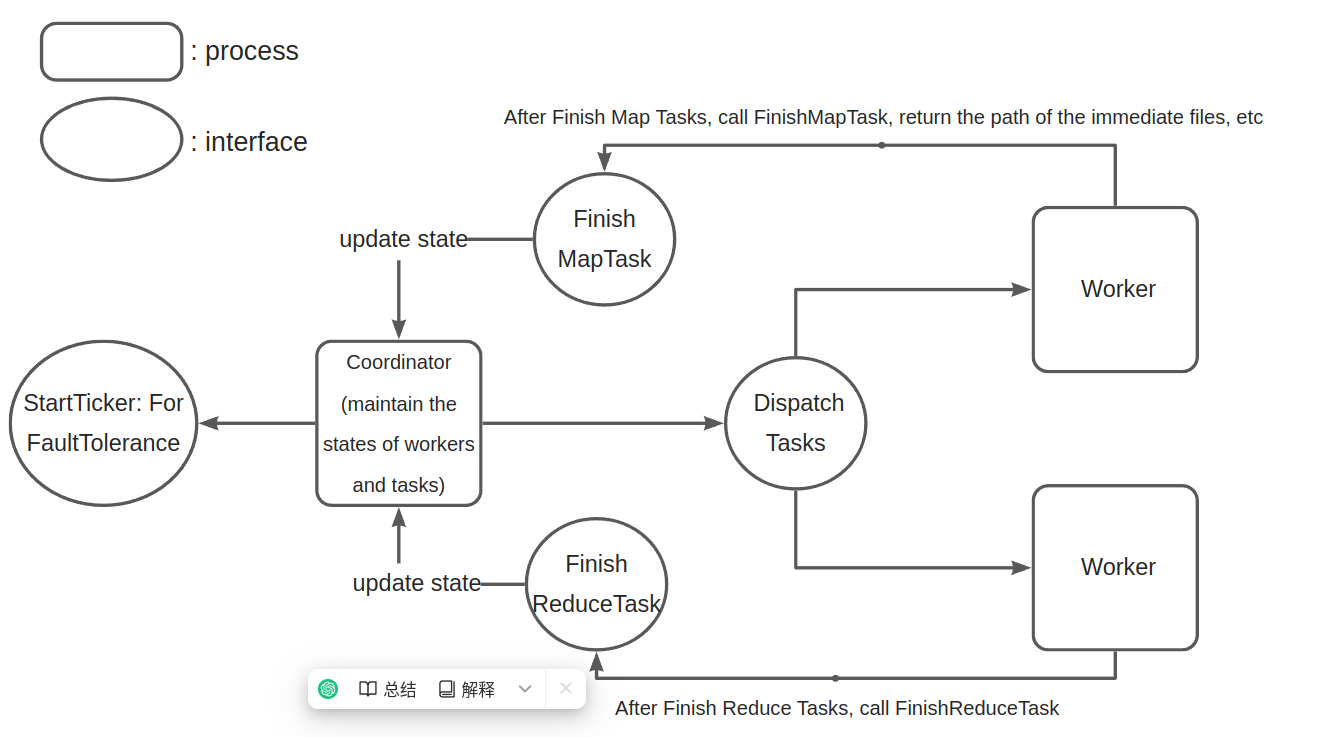 : process
: interface
After Finish Map Tasks, call FinishMapTask, return the path of the immediate files, etc
Finish
MapTask
update state
Worker
StartTicker: For
FaultTolerance
Coordinator
(maintain the
states of workers
and tasks)
Dispatch
Tasks
Worker
Finish
ReduceTask
update state
总结
解释
After Finish Reduce Tasks, call FinishReduceTask